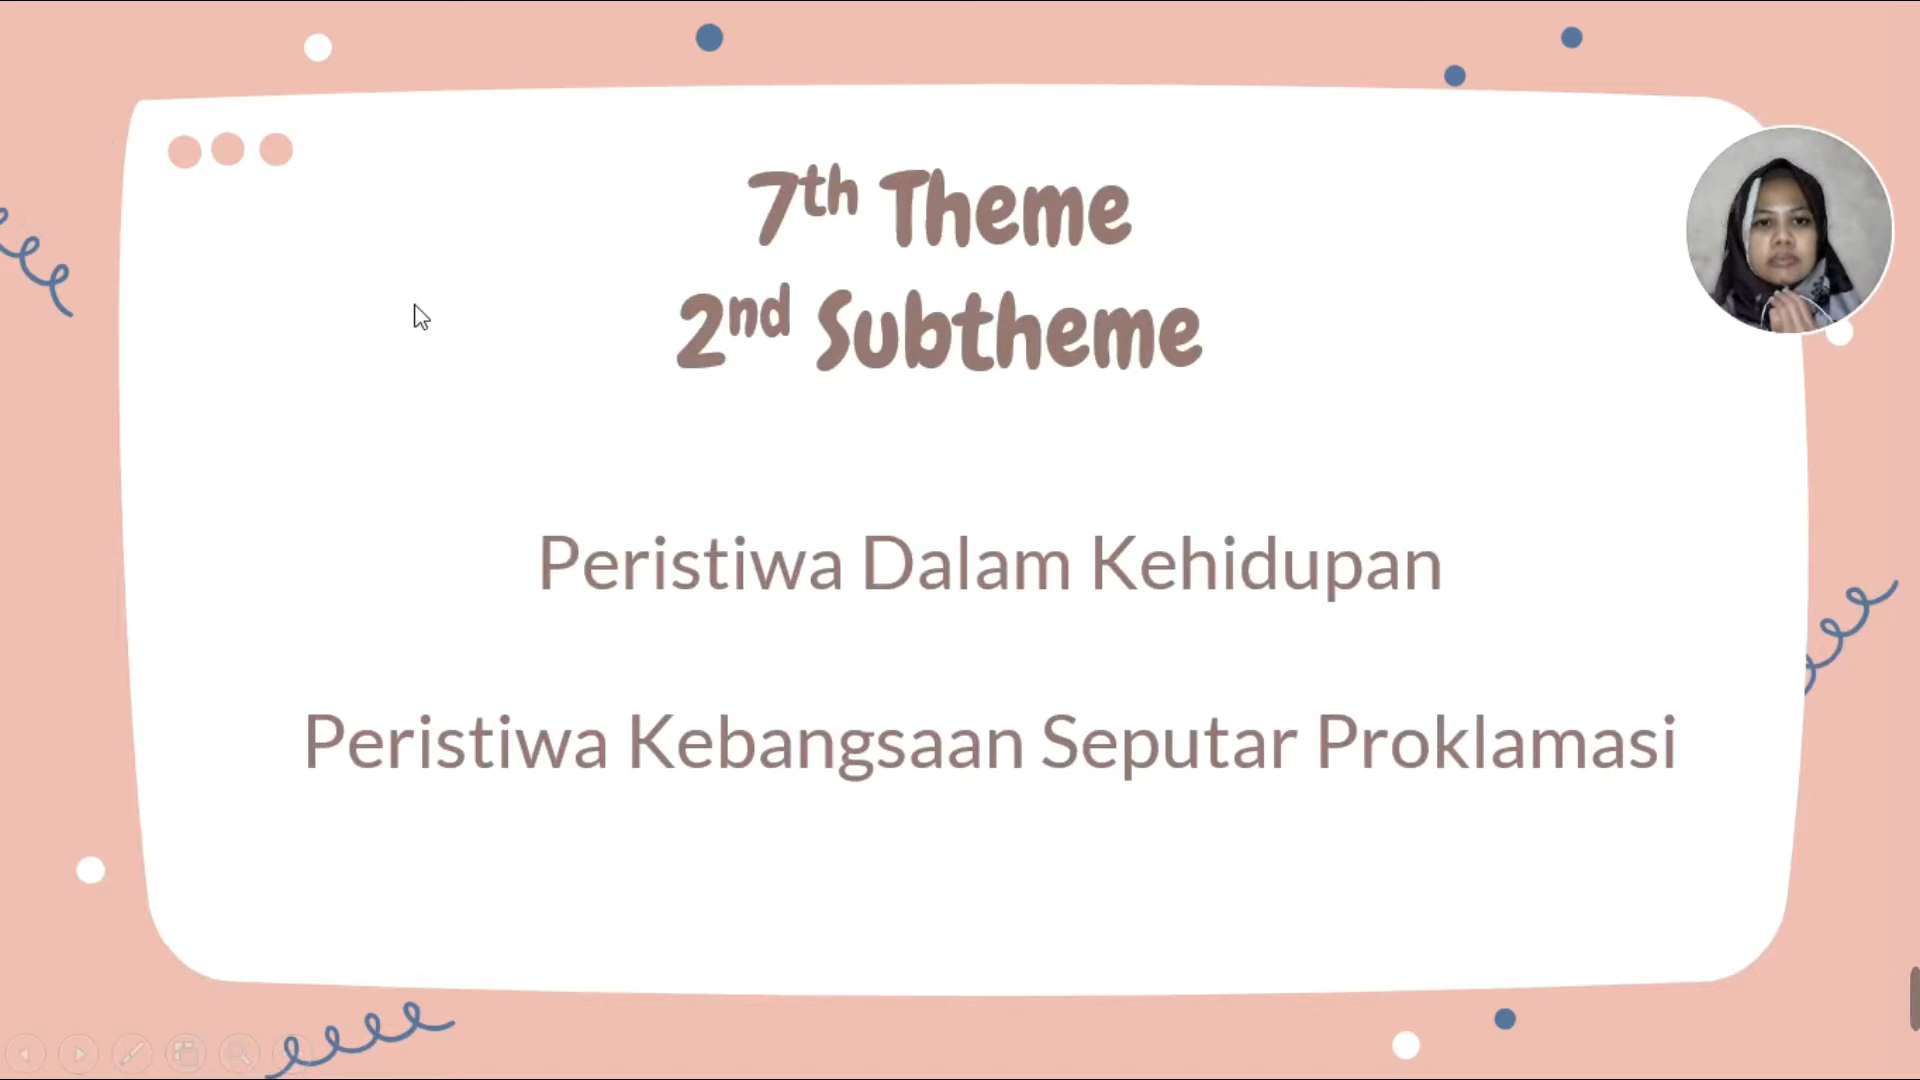 7th Theme
2nd Subtheme
Peristiwa Dalam Kehidupan
Peristiwa Kebangsaan Seputar Proklamasi